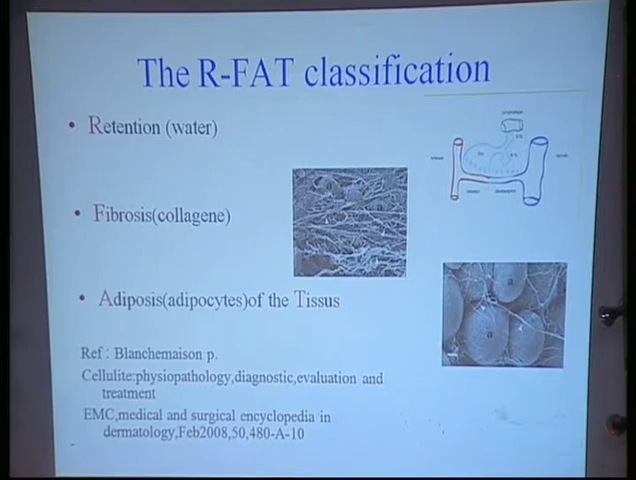 The R-FAT classification
• Retention (water)
• Fibrosis(collagene)
• Adiposis(adipocytes)of the Tissus
Ref : Blanchemaison p.
Cellulite:physiopathology,diagnostic,evaluation and
treatment
EMC,medical and surgical encyclopedia in
dermatology,Feb2008,50,480-A-10
a
a